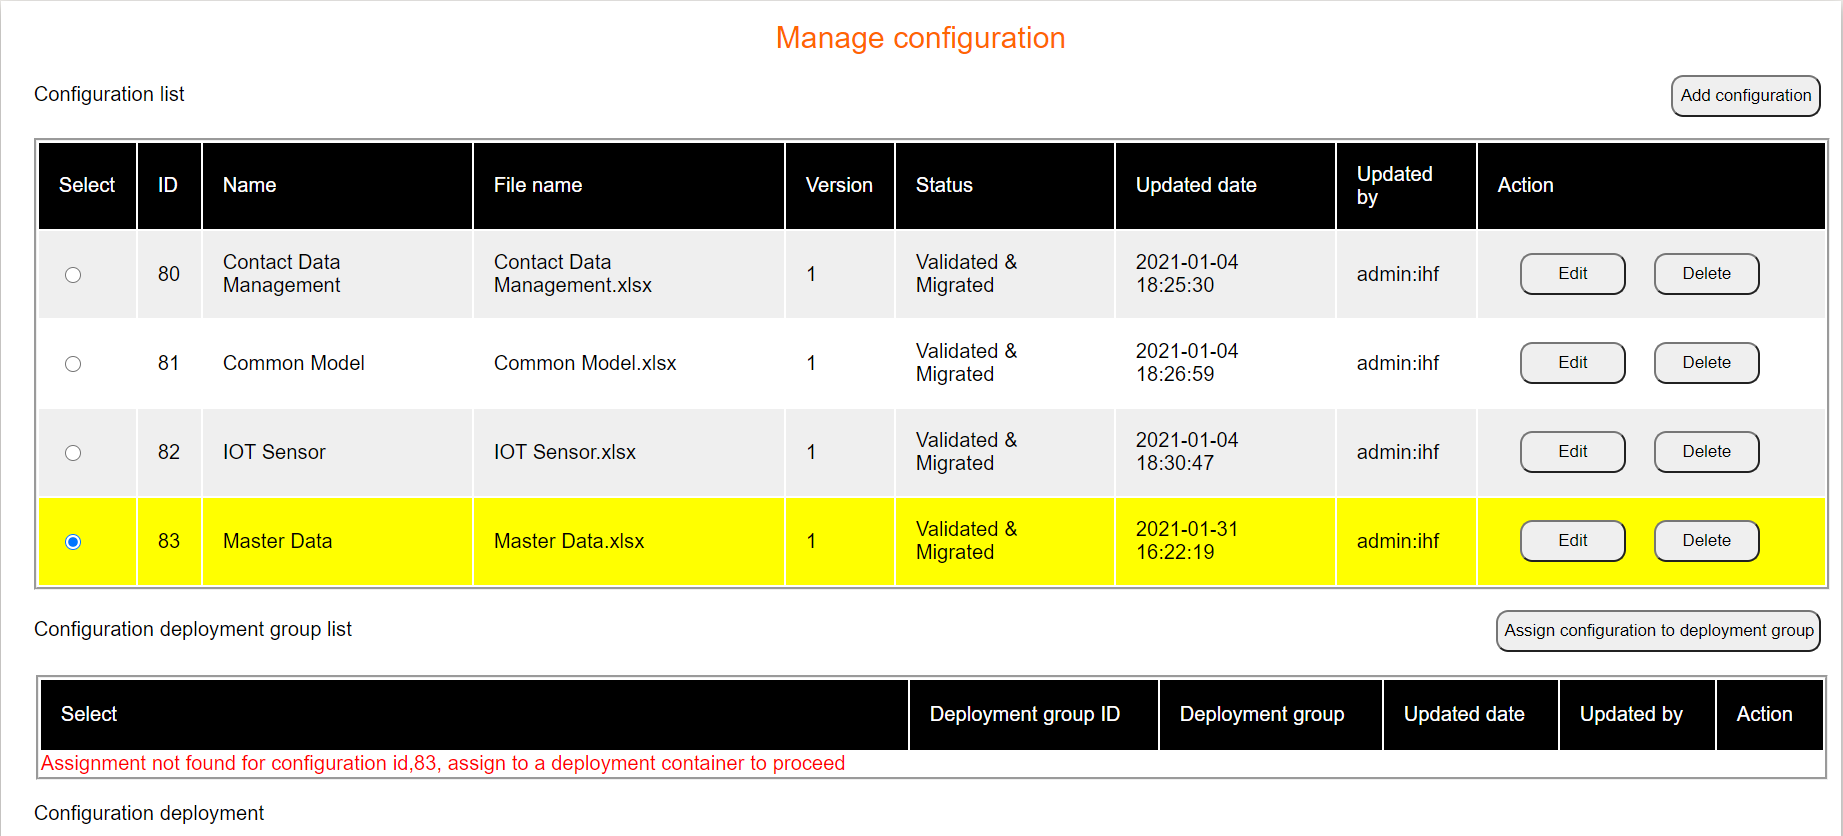 Manage configuration
Configuration list
Add configuration
Select ID Name File name Version Status Updated date Updated by Action
80 Contact Data Management Contact Data Management.xlsx 1 Validated & Migrated 2021-01-04 18:25:30 admin:ihf Edit Delete
81 Common Model Common Model.xlsx 1 Validated & Migrated 2021-01-04 18:26:59 admin:ihf Edit Delete
82 IOT Sensor IOT Sensor.xlsx 1 Validated & Migrated 2021-01-04 18:30:47 admin:ihf Edit Delete
83 Master Data Master Data.xlsx 1 Validated & Migrated 2021-01-31 16:22:19 admin:ihf Edit Delete
Configuration deployment group list
Assign configuration to deployment group
Select Deployment group ID Deployment group Updated date Updated by Action
Assignment not found for configuration id,83, assign to a deployment container to proceed
Configuration deployment